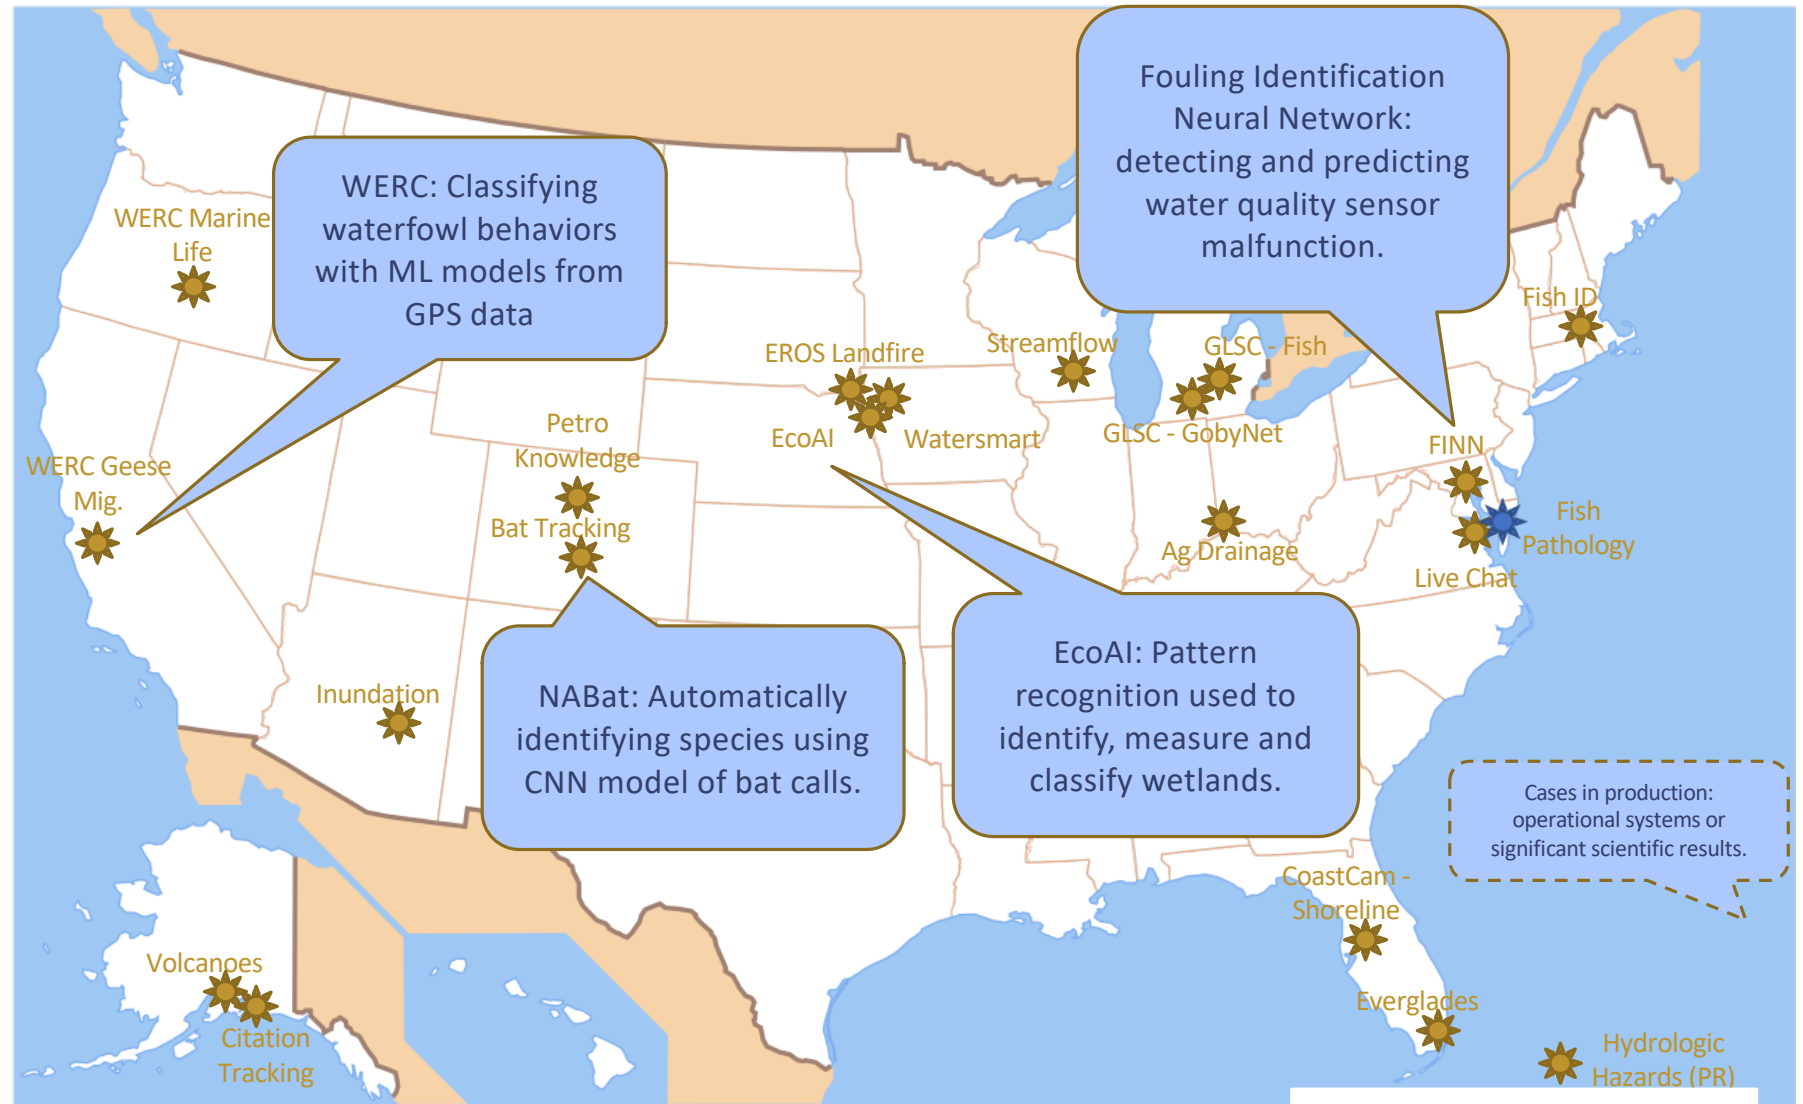 Fouling Identification
Neural Network:
detecting and predicting
water quality sensor
malfunction.
WERC: Classifying
waterfowl behaviors
with ML models from
GPS data
WERC Marine
Life
Fish ID
EROS Landfire
Streamflow
GLSC - Fish
Petro
Knowledge
EcoAI
Watersmart
GLSC - GobyNet
FINN
WERC Geese
Mig.
Bat Tracking
Ag Drainage
Fish
Pathology
Live Chat
Inundation
NABat: Automatically
identifying species using
CNN model of bat calls.
EcoAI: Pattern
recognition used to
identify, measure and
classify wetlands.
Cases in production:
operational systems or
significant scientific results.
CoastCam -
Shoreline
Volcanoes
Citation
Tracking
Everglades
Hydrologic
Hazards (PR)